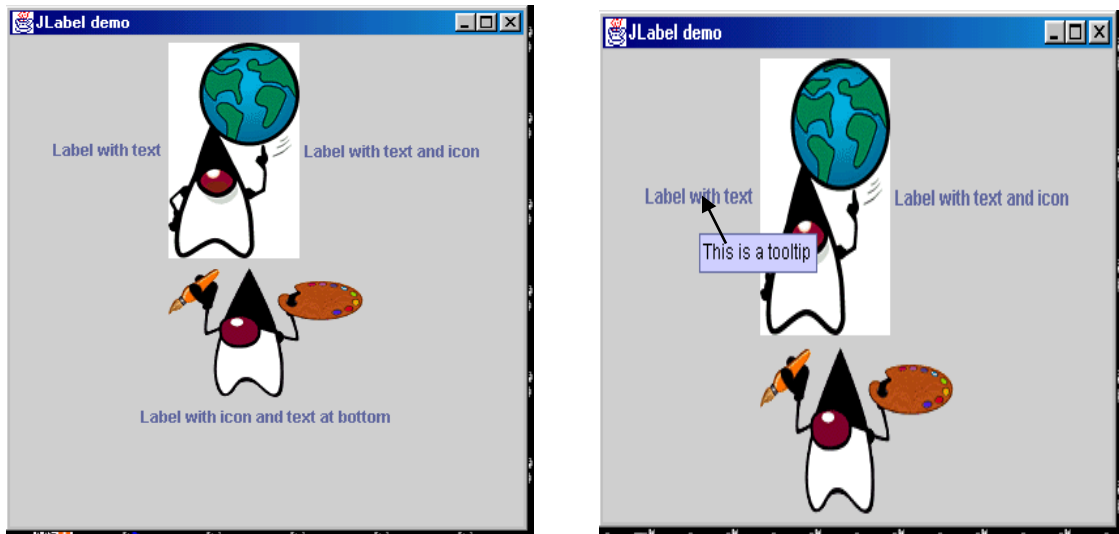 JLabel demo
Label with text
Label with text and icon
Label with icon and text at bottom
JLabel demo
Label with text
Label with text and icon
This is a tooltip